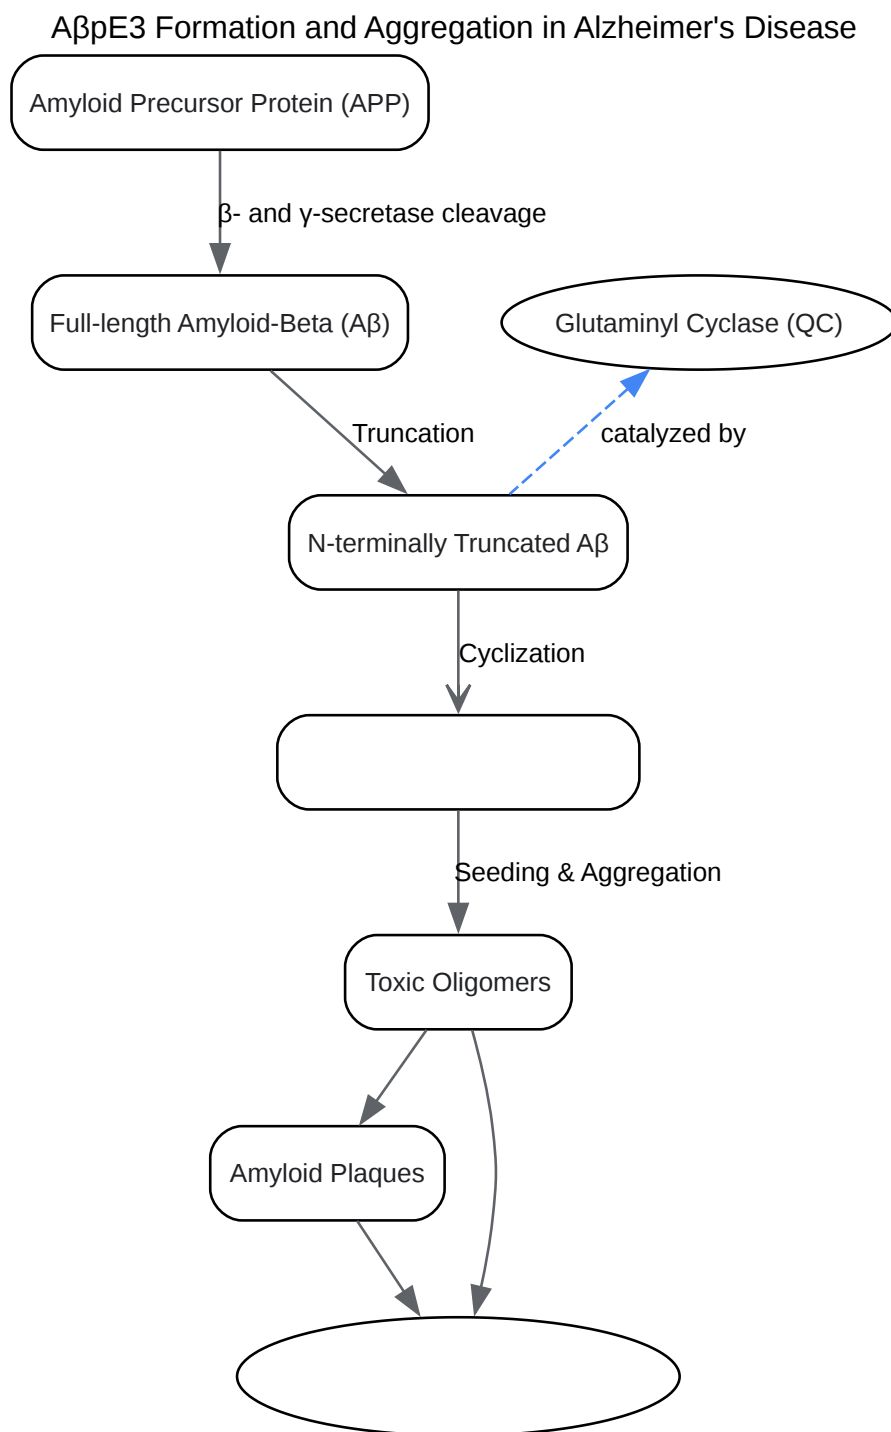 AβpE3 Formation and Aggregation in Alzheimer's Disease
Amyloid Precursor Protein (APP)
β- and γ-secretase cleavage
Full-length Amyloid-Beta (Aβ)
Glutaminyl Cyclase (QC)
Truncation
catalyzed by
N-terminally Truncated Aβ
Cyclization
Seeding & Aggregation
Toxic Oligomers
Amyloid Plaques